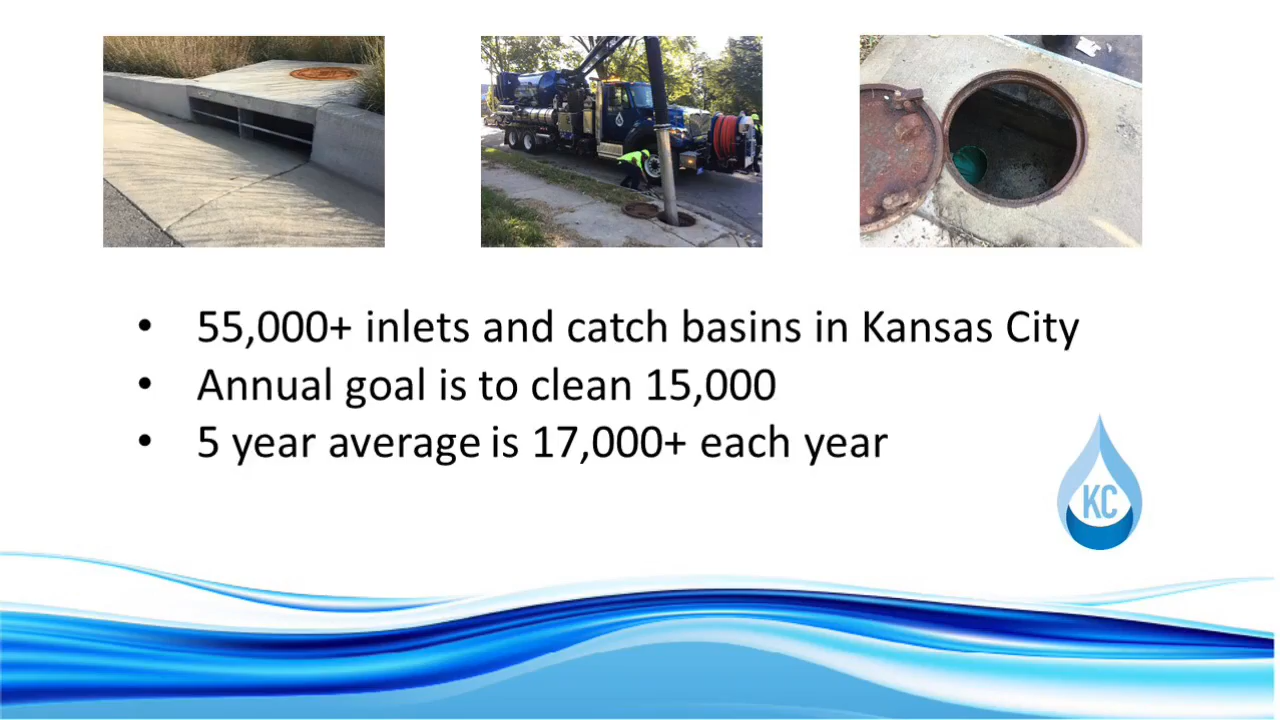 • 55,000+ inlets and catch basins in Kansas City
• Annual goal is to clean 15,000
• 5 year average is 17,000+ each year
KC